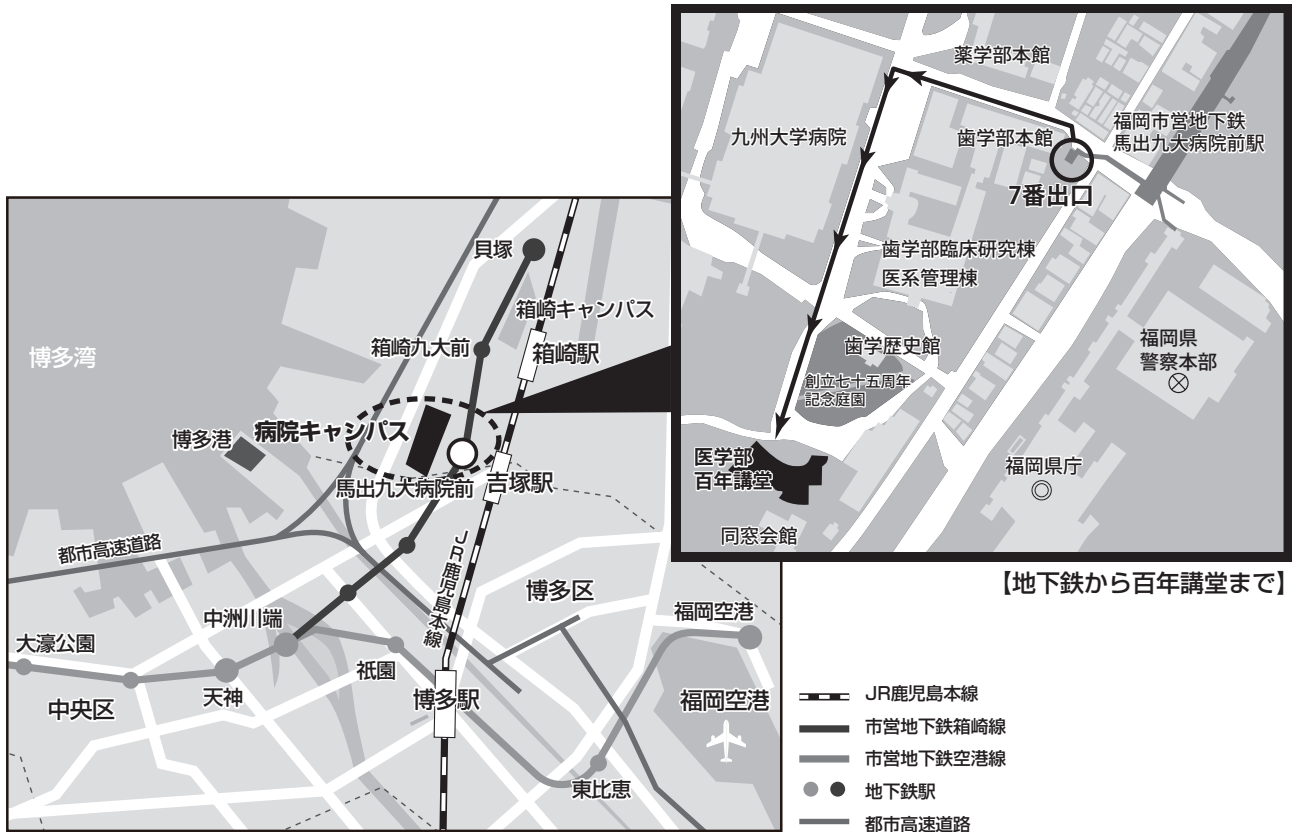 薬学部本館
九州大学病院
歯学部本館
福岡市営地下鉄
馬出九大病院前駅
7番出口
歯学部臨床研究棟
医系管理棟
歯学歴史館
創立七十五周年
記念庭園
福岡県
警察本部
医学部
百年講堂
福岡県庁
同窓会館
【地下鉄から百年講堂まで】
貝塚
箱崎キャンパス
箱崎九大前
箱崎駅
博多湾
博多港
病院キャンパス
馬出九大病院前
吉塚駅
都市高速道路
JR鹿児島本線
博多区
中洲川端
福岡空港
大濠公園
祇園
天神
中央区
博多駅
福岡空港
東比恵
JR鹿児島本線
市営地下鉄箱崎線
市営地下鉄空港線
地下鉄駅
都市高速道路